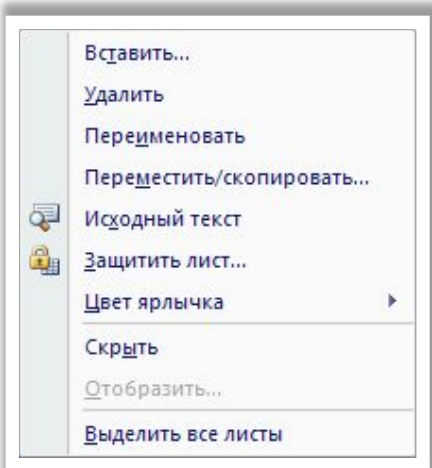 Вставить...
Удалить
Переименовать
Переместить/скопировать...
Исходный текст
Защитить лист...
Цвет ярлычка
Скрыть
Отобразить...
Выделить все листы